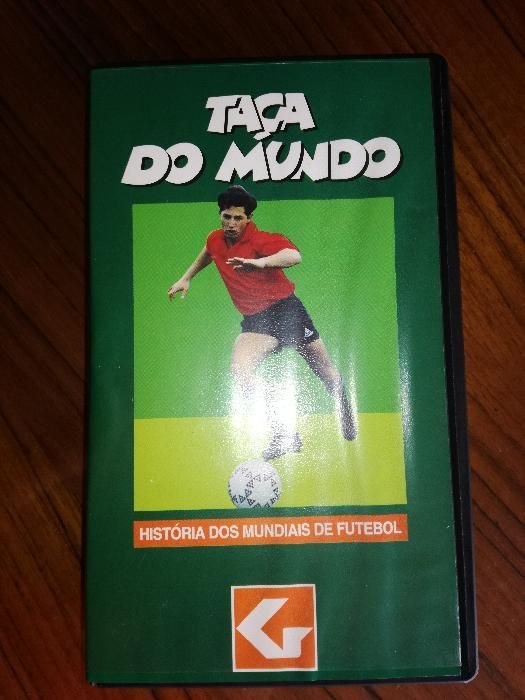 TAÇA
DO MUNDO
HISTÓRIA DOS MUNDIAIS DE FUTEBOL
G